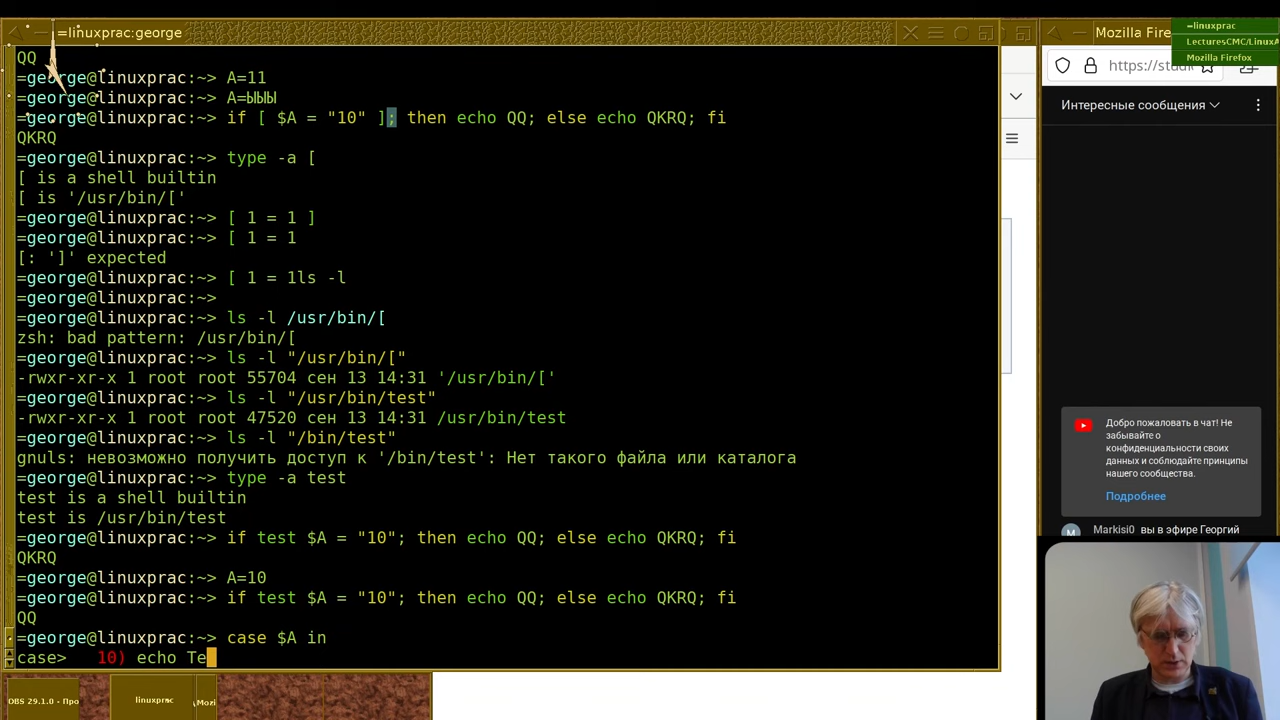 =linuxprac:george
QQ
=george@linuxprac:~> A=11
=george@linuxprac:~> A=ЫЫЫ
=george@linuxprac:~> if [ $A = "10" ]; then echo QQ; else echo QKRQ; fi
QKRQ
=george@linuxprac:~> type -a [
[ is a shell builtin
[ is '/usr/bin/['
=george@linuxprac:~> [ 1 = 1 ]
=george@linuxprac:~> [ 1 = 1
[: ']' expected
=george@linuxprac:~> [ 1 = 1ls -l
=george@linuxprac:~>
=george@linuxprac:~> ls -l /usr/bin/[
zsh: bad pattern: /usr/bin/[
=george@linuxprac:~> ls -l "/usr/bin/["
-rwxr-xr-x 1 root root 55704 сен 13 14:31 '/usr/bin/['
=george@linuxprac:~> ls -l "/usr/bin/test"
-rwxr-xr-x 1 root root 47520 сен 13 14:31 /usr/bin/test
=george@linuxprac:~> ls -l "/bin/test"
gnuls: невозможно получить доступ к '/bin/test': Нет такого файла или каталога
=george@linuxprac:~> type -a test
test is a shell builtin
test is /usr/bin/test
=george@linuxprac:~> if test $A = "10"; then echo QQ; else echo QKRQ; fi
QKRQ
=george@linuxprac:~> A=10
=george@linuxprac:~> if test $A = "10"; then echo QQ; else echo QKRQ; fi
QQ
=george@linuxprac:~> case $A in
case>   10) echo Te
DBS 29.1.0 - Про
linuxprac
Mozi
Mozilla Fire
=linuxprac
LecturesCMC/LinuxA
Mozilla Firefox
https://stud
Интересные сообщения
Добро пожаловать в чат! Не
забывайте о
конфиденциальности своих
данных и соблюдайте принципы
нашего сообщества.
Подробнее
Markisi0 вы в эфире Георгий